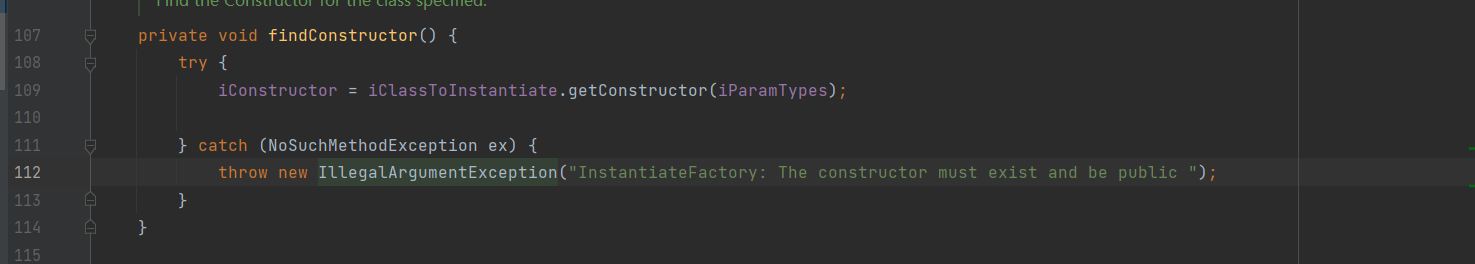 Find the Constructor for the class specified.
107 private void findConstructor() {
108 try {
109 iConstructor = iClassToInstantiate.getConstructor(iParamTypes);
110
111 } catch (NoSuchMethodException ex) {
112 throw new IllegalArgumentException("InstantiateFactory: The constructor must exist and be public ");
113 }
114 }
115